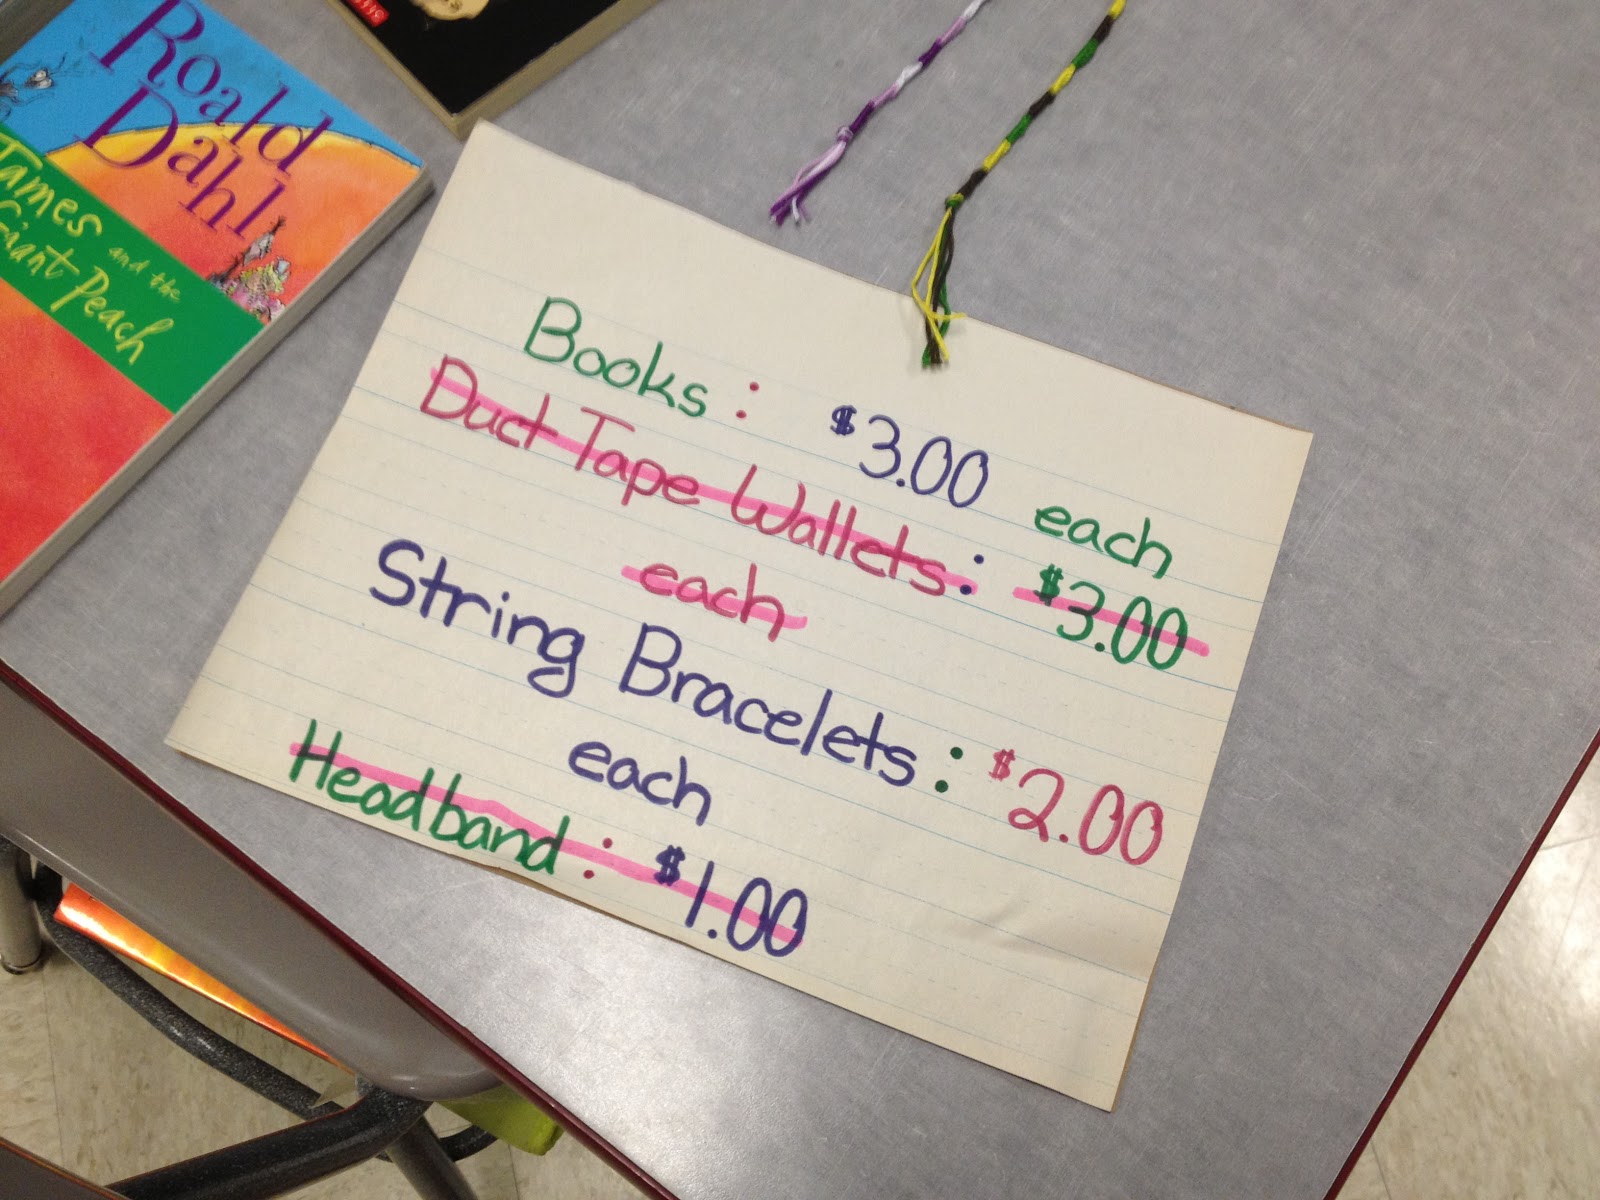 Roald
Dahl
James and the
Giant Peach
Books: $3.00 each
Duct Tape Wallets: $3.00
each
String Bracelets: $2.00
each
Headband: $1.00